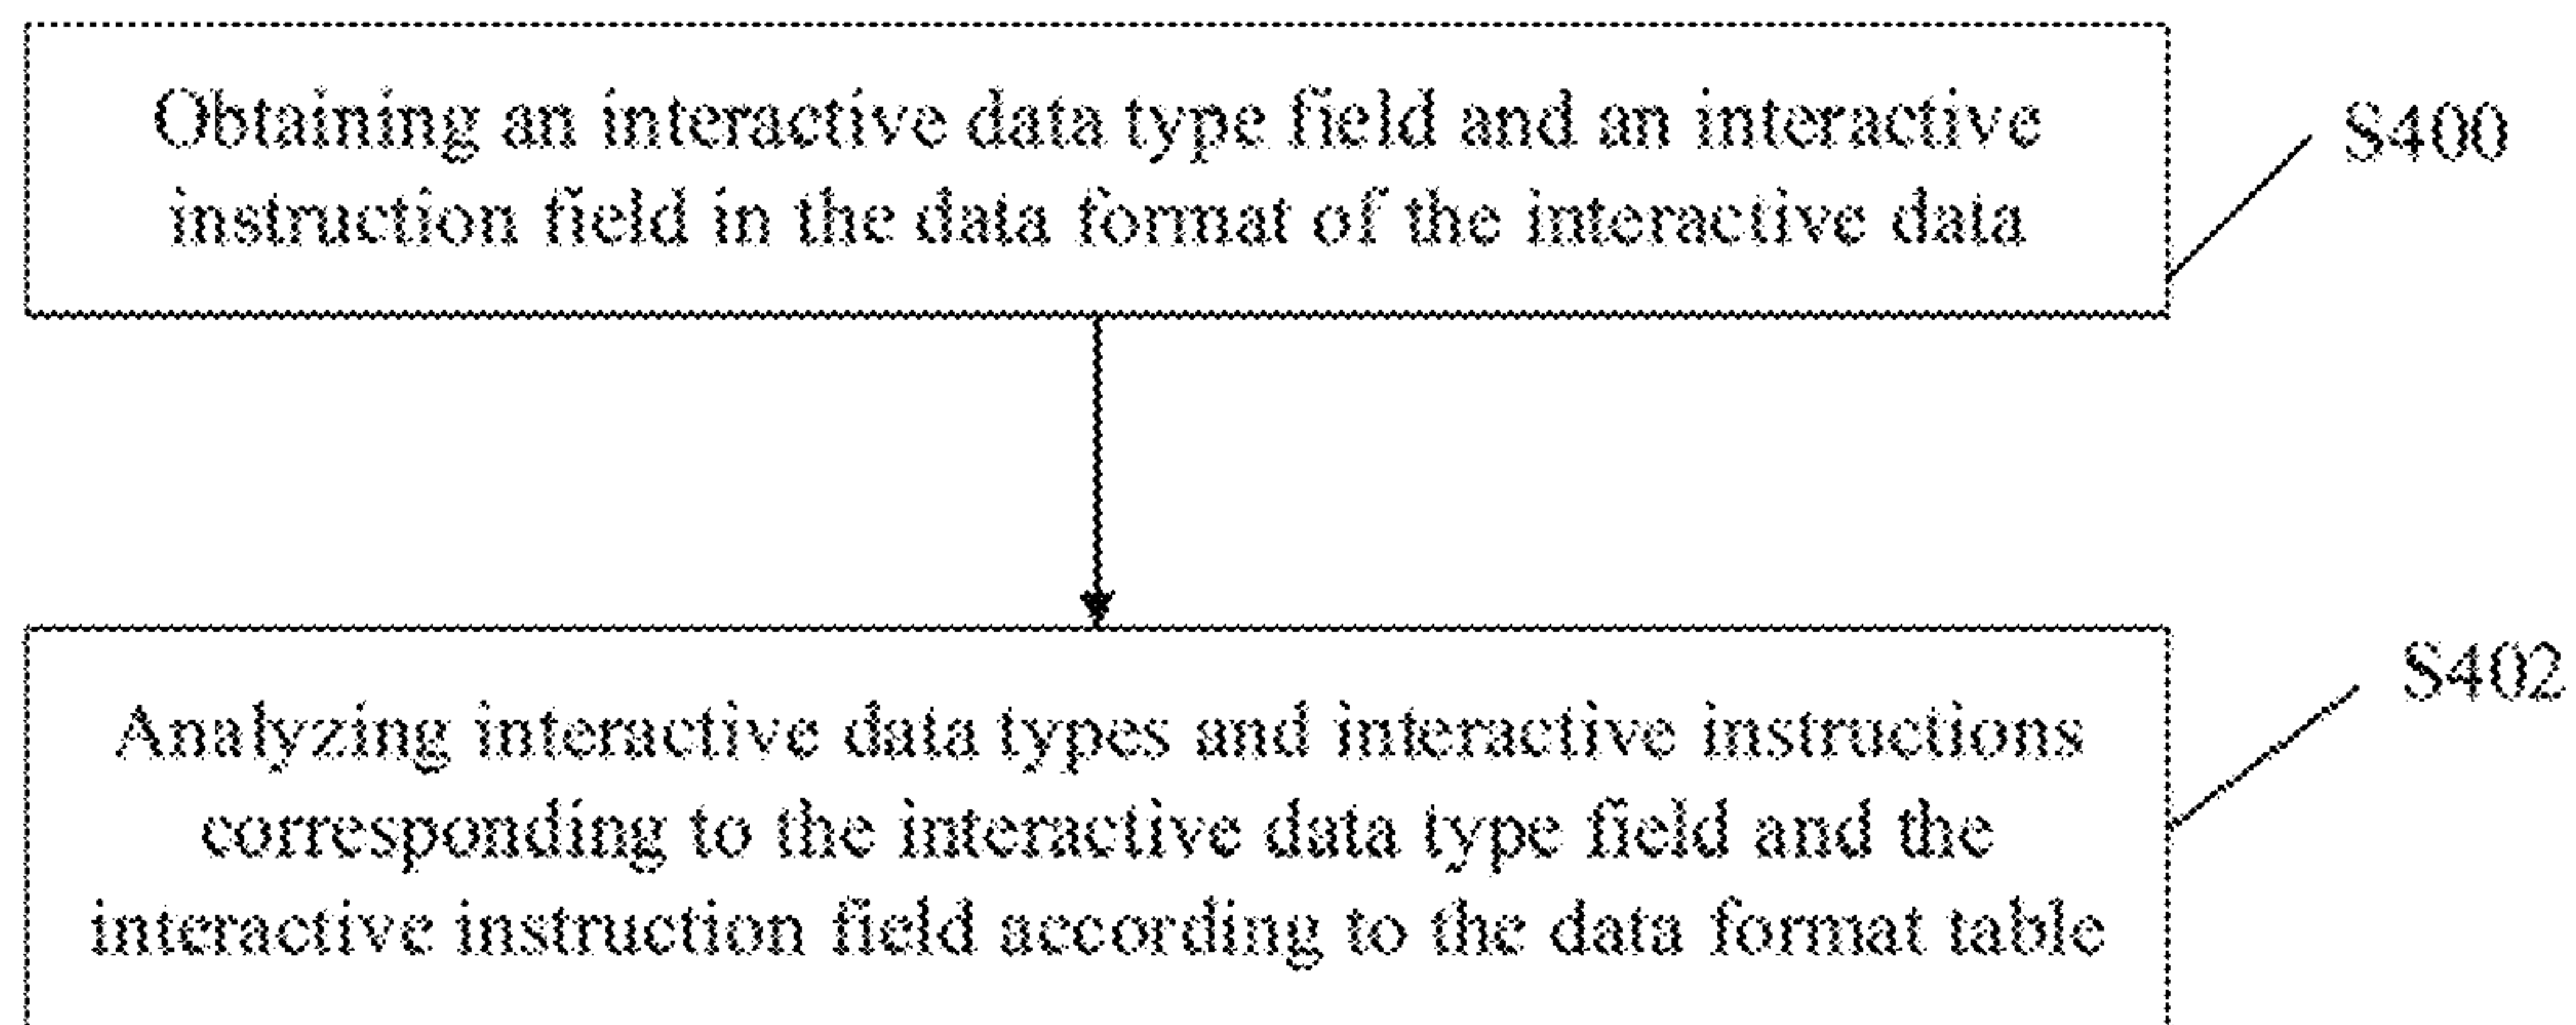 Obtaining an interactive data type field and an interactive
instruction field in the data format of the interactive data
S400
Analyzing interactive data types and interactive instructions
corresponding to the interactive data type field and the
interactive instruction field according to the data format table
S402